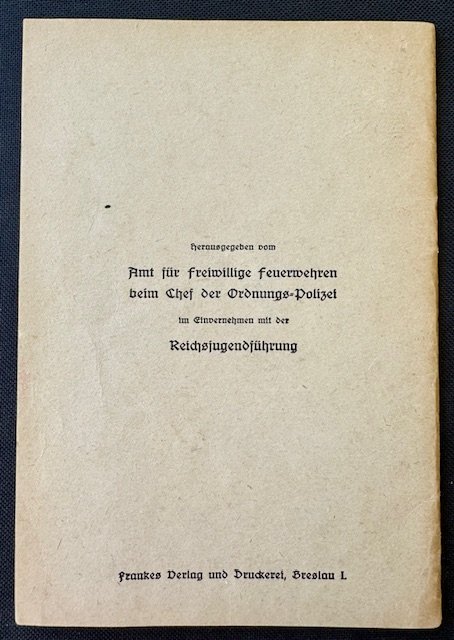 Herausgegeben vom
Amt für Freiwillige Feuerwehren
beim Chef der Ordnungs-Polizei
im Einvernehmen mit der
Reichsjugendführung
Frankes Verlag und Druckerei, Breslau I.